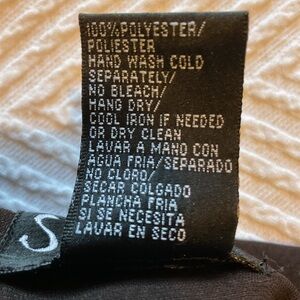 100%POLYESTER/
POLIESTER
HAND WASH COLD
SEPARATELY/
NO BLEACH/
HANG DRY/
COOL IRON IF NEEDED
OR DRY CLEAN
LAVAR A MANO CON
AGUA FRIA/SEPARADO
NO CLORO/
SECAR COLGADO
PLANCHA FRIA
SI SE NECESITA
LAVAR EN SECO
S